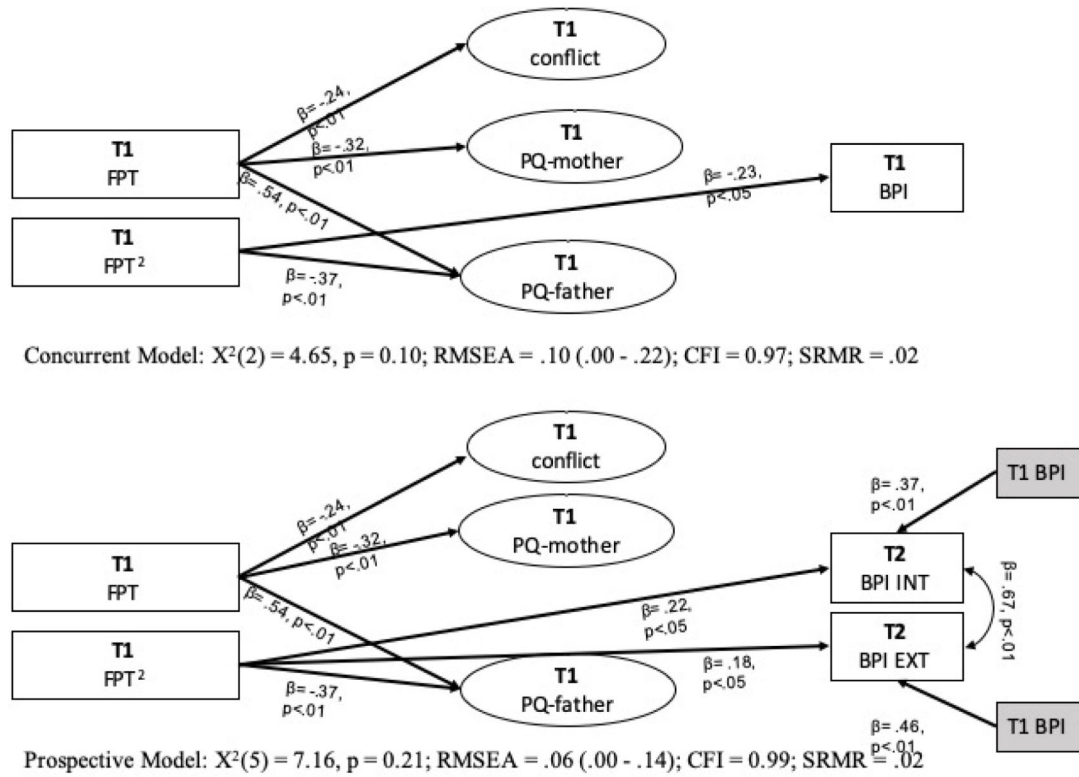 T1
conflict
β= -.24,
p<.01
T1
FPT
β= -.32,
p<.01
T1
PQ-mother
β= .54, p<.01
β= -.23,
p<.05
T1
BPI
T1
FPT²
β= -.37,
p<.01
T1
PQ-father
Concurrent Model: X²(2) = 4.65, p = 0.10; RMSEA = .10 (.00 - .22); CFI = 0.97; SRMR = .02
T1
conflict
T1 BPI
β= .37,
p<.01
β= -.24,
p<.01
T1
PQ-mother
β= -.32,
p<.01
T1
FPT
T2
BPI INT
β= .67, p<.01
β= .54, p<.01
β= .22,
p<.05
T1
FPT²
T2
BPI EXT
β= .18,
p<.05
β= -.37,
p<.01
T1
PQ-father
T1 BPI
β= .46,
p<.01
Prospective Model: X²(5) = 7.16, p = 0.21; RMSEA = .06 (.00 - .14); CFI = 0.99; SRMR = .02